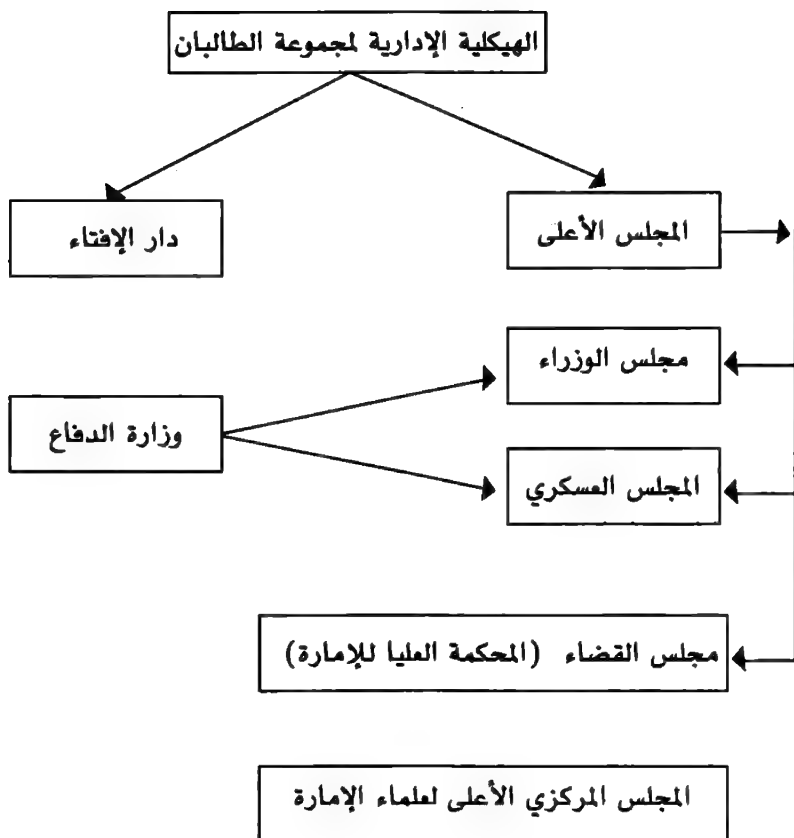 الهيكلية الإدارية لمجموعة الطالبان
المجلس الأعلى
دار الإفتاء
مجلس الوزراء
وزارة الدفاع
المجلس العسكري
مجلس القضاء (المحكمة العليا للإمارة)
المجلس المركزي الأعلى لعلماء الإمارة